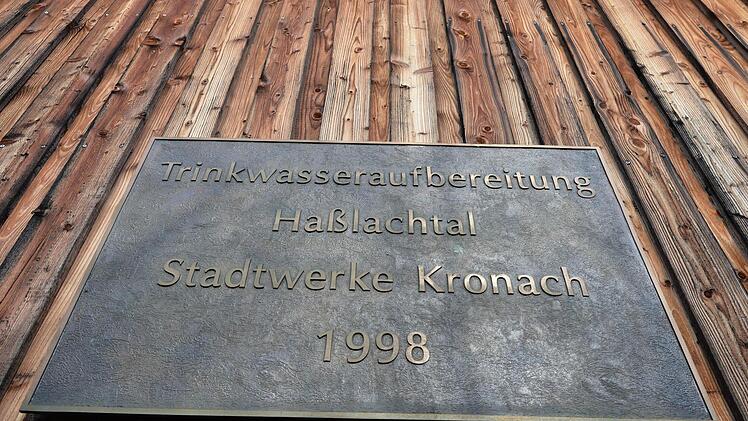 Trinkwasseraufbereitung
Haßlachtal
Stadtwerke Kronach
1998